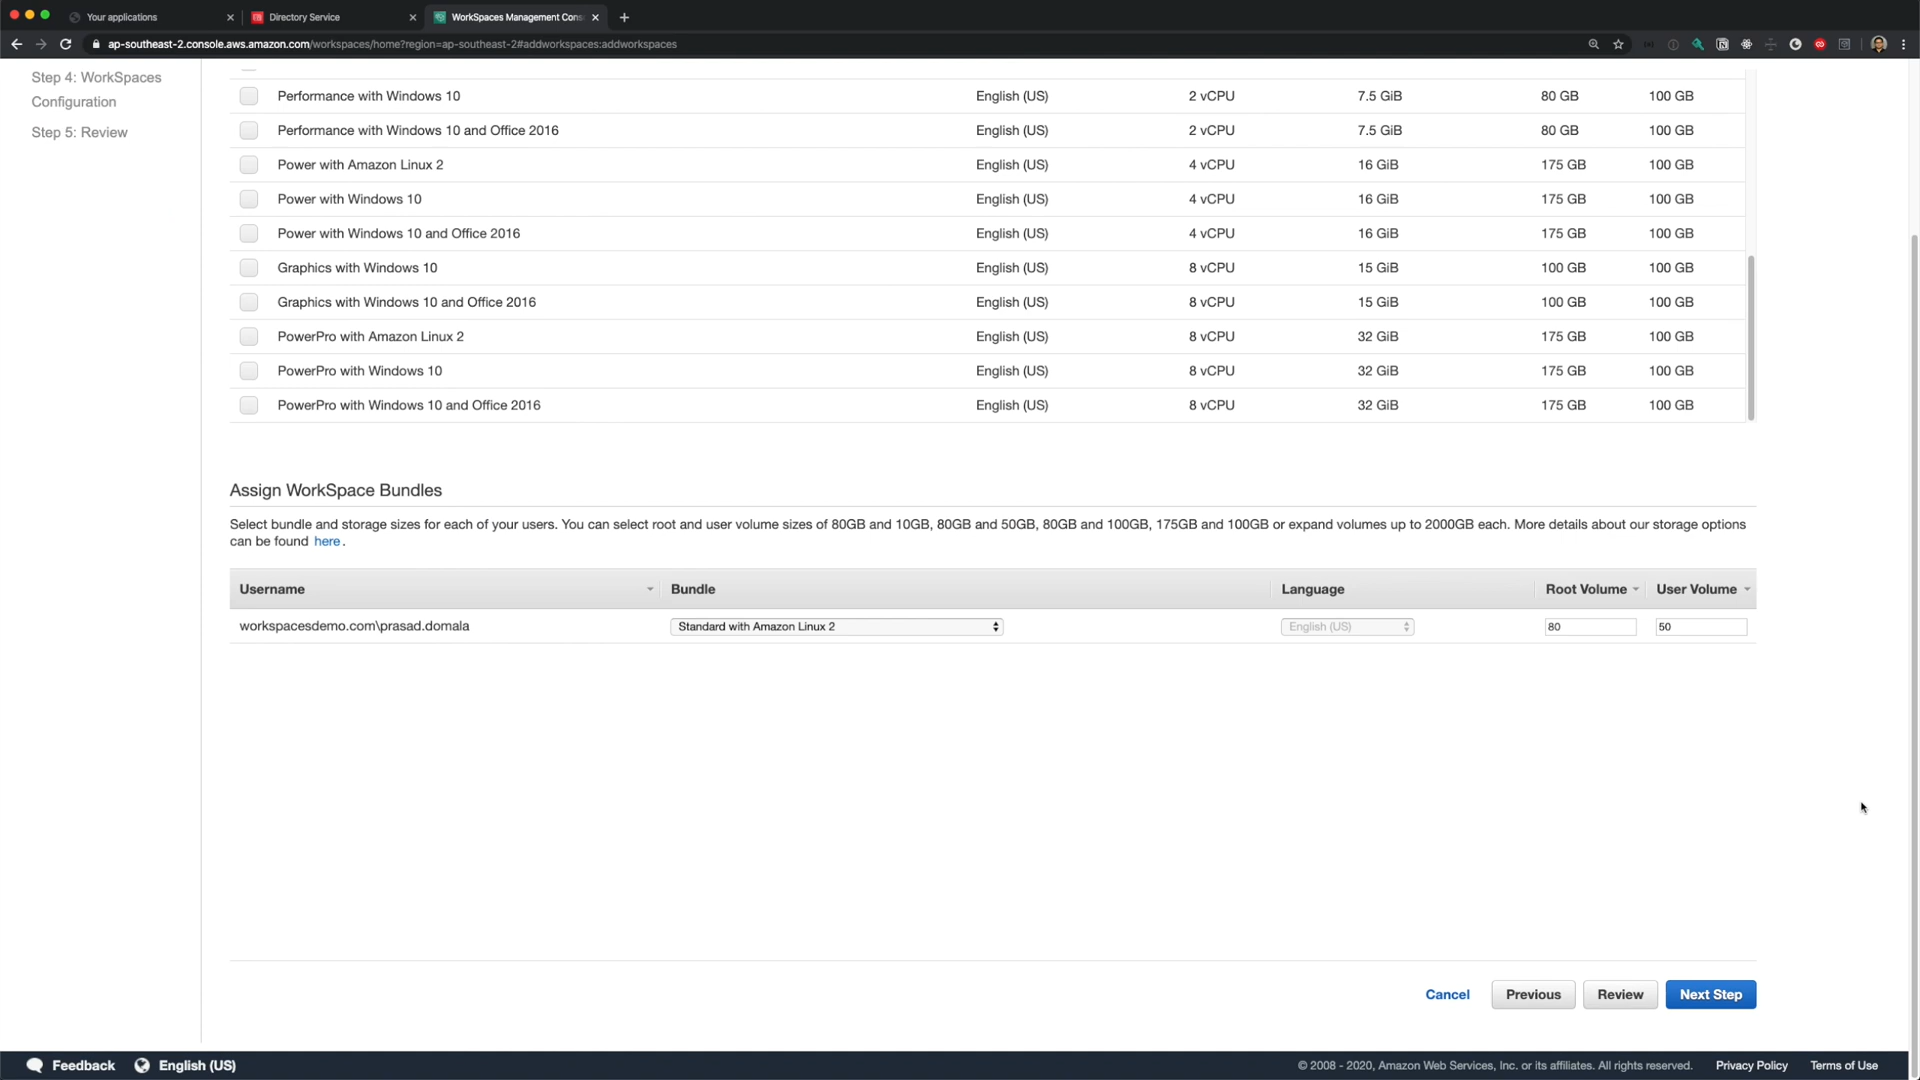 Your applications
Directory Service
WorkSpaces Management Cons
ap-southeast-2.console.aws.amazon.com/workspaces/home?region=ap-southeast-2#addworkspaces:addworkspaces
Step 4: WorkSpaces
Configuration
Step 5: Review
Performance with Windows 10 English (US) 2 vCPU 7.5 GiB 80 GB 100 GB
Performance with Windows 10 and Office 2016 English (US) 2 vCPU 7.5 GiB 80 GB 100 GB
Power with Amazon Linux 2 English (US) 4 vCPU 16 GiB 175 GB 100 GB
Power with Windows 10 English (US) 4 vCPU 16 GiB 175 GB 100 GB
Power with Windows 10 and Office 2016 English (US) 4 vCPU 16 GiB 175 GB 100 GB
Graphics with Windows 10 English (US) 8 vCPU 15 GiB 100 GB 100 GB
Graphics with Windows 10 and Office 2016 English (US) 8 vCPU 15 GiB 100 GB 100 GB
PowerPro with Amazon Linux 2 English (US) 8 vCPU 32 GiB 175 GB 100 GB
PowerPro with Windows 10 English (US) 8 vCPU 32 GiB 175 GB 100 GB
PowerPro with Windows 10 and Office 2016 English (US) 8 vCPU 32 GiB 175 GB 100 GB
Assign WorkSpace Bundles
Select bundle and storage sizes for each of your users. You can select root and user volume sizes of 80GB and 10GB, 80GB and 50GB, 80GB and 100GB, 175GB and 100GB or expand volumes up to 2000GB each. More details about our storage options
can be found here.
Username Bundle Language Root Volume User Volume
workspacesdemo.com\prasad.domala Standard with Amazon Linux 2 English (US) 80 50
Cancel Previous Review Next Step
Feedback English (US) © 2008 - 2020, Amazon Web Services, Inc. or its affiliates. All rights reserved. Privacy Policy Terms of Use